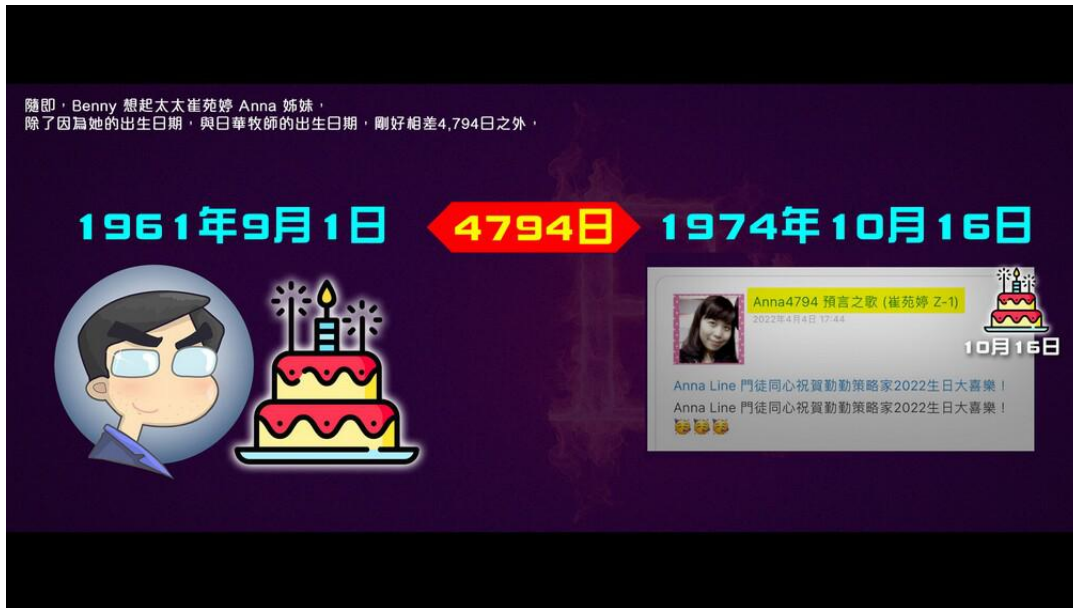 隨即，Benny 想起太太崔苑婷 Anna 姊妹，
除了因為她的出生日期，與日華牧師的出生日期，剛好相差4,794日之外，
1961年9月1日
4794日
1974年10月16日
Anna4794 預言之歌 (崔苑婷 Z-1)
2022年4月4日 17:44
10月16日
Anna Line 門徒同心祝賀勤勤策略家2022生日大喜樂！
Anna Line 門徒同心祝賀勤勤策略家2022生日大喜樂！
🥳🥳🥳